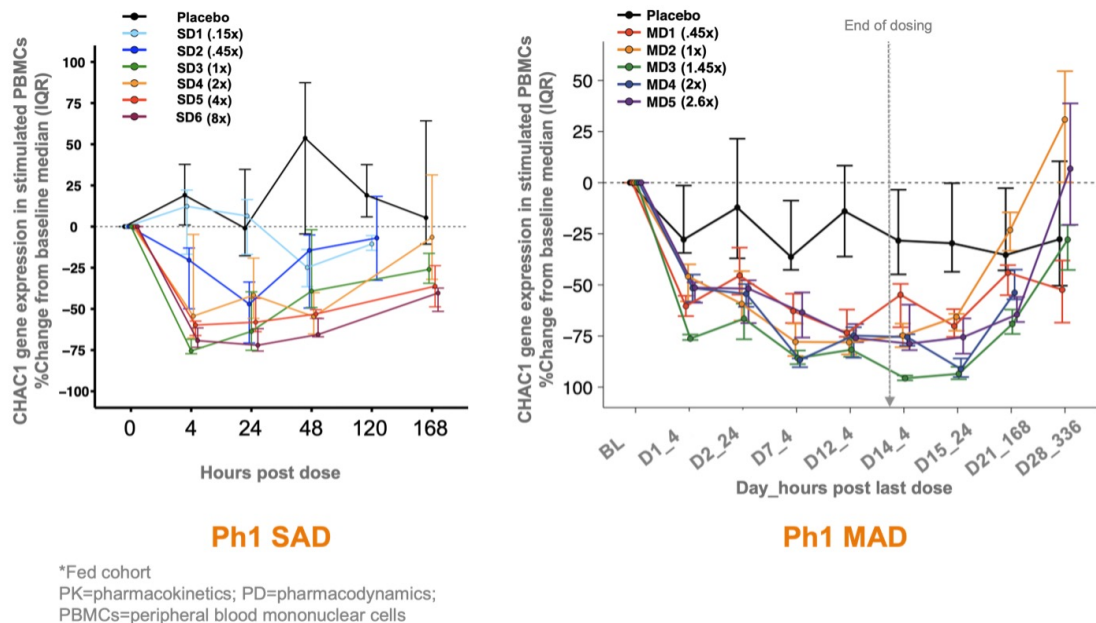 Placebo
SD1 (.15x)
SD2 (.45x)
SD3 (1x)
SD4 (2x)
SD5 (4x)
SD6 (8x)
CHAC1 gene expression in stimulated PBMCs
%Change from baseline median (IQR)
100
75
50
25
0
−25
−50
−75
−100
0 4 24 48 120 168
Hours post dose
Ph1 SAD
Placebo
MD1 (.45x)
MD2 (1x)
MD3 (1.45x)
MD4 (2x)
MD5 (2.6x)
End of dosing
CHAC1 gene expression in stimulated PBMCs
%Change from baseline median (IQR)
50
25
0
−25
−50
−75
100
BL D1_4 D2_24 D7_4 D12_4 D14_4 D15_24 D21_168 D28_336
Day_hours post last dose
Ph1 MAD
*Fed cohort
PK=pharmacokinetics; PD=pharmacodynamics;
PBMCs=peripheral blood mononuclear cells